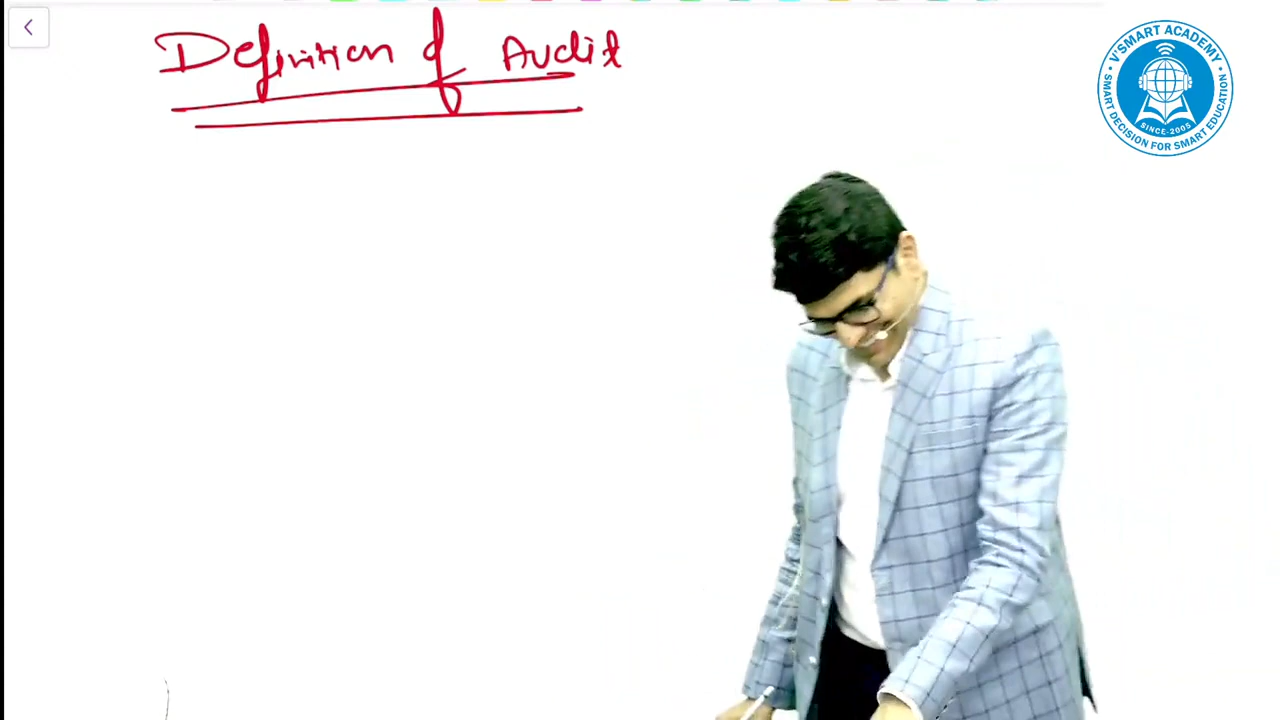 Definition of Audit
V'SMART ACADEMY
SINCE-2005
SMART DECISION FOR SMART EDUCATION